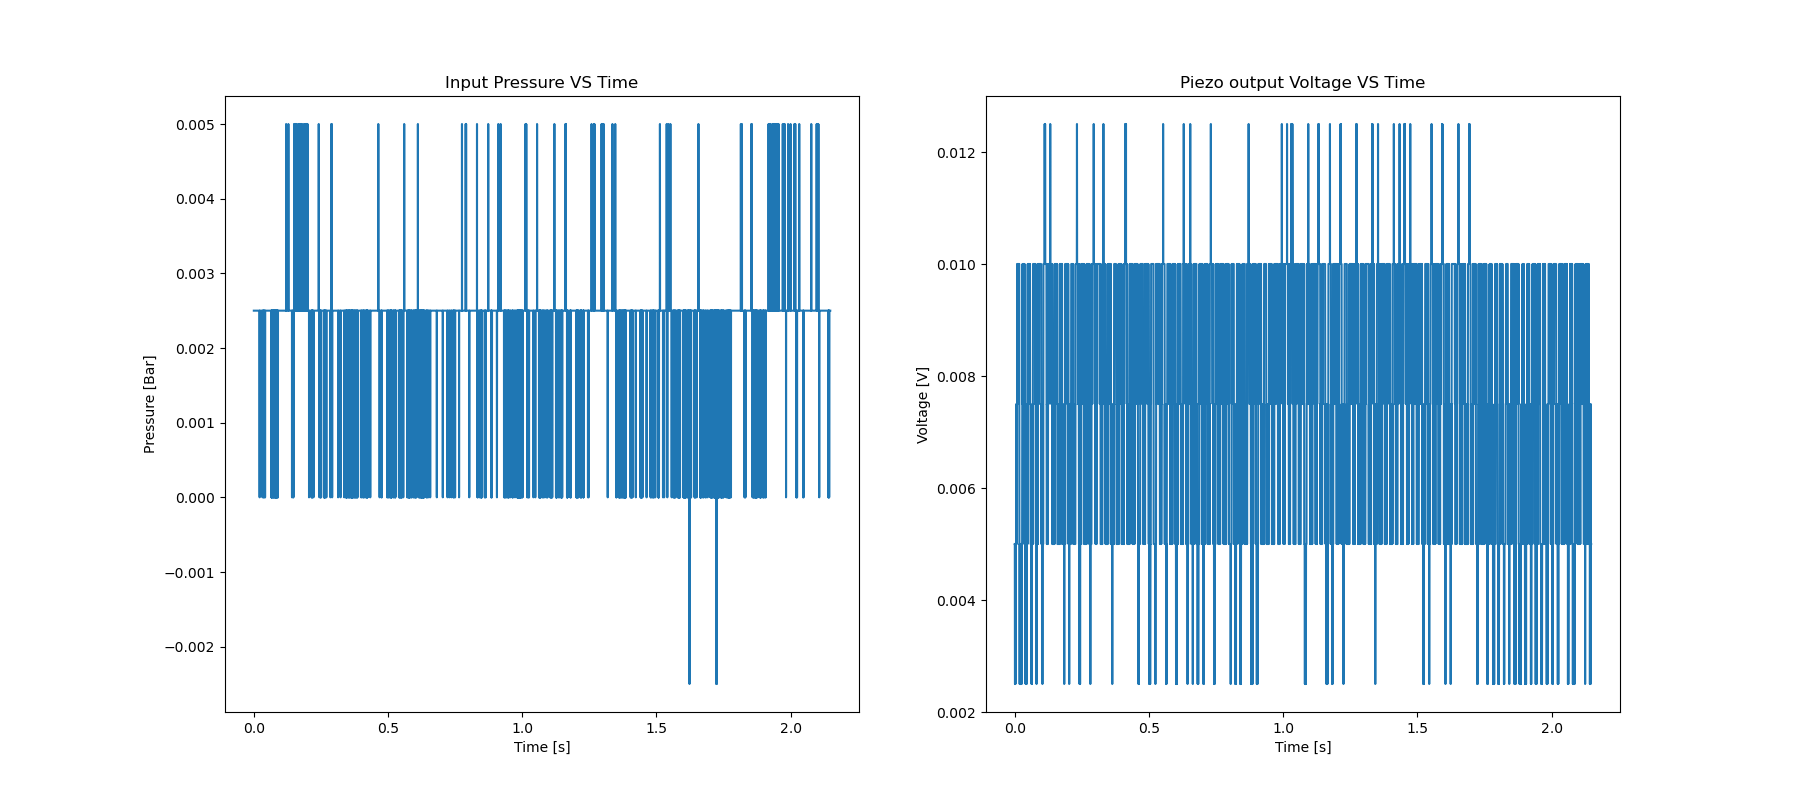 Input Pressure VS Time
0.005
0.004
0.003
0.002
0.001
0.000
−0.001
−0.002
Pressure [Bar]
0.0 0.5 1.0 1.5 2.0
Time [s]
Piezo output Voltage VS Time
0.012
0.010
0.008
0.006
0.004
0.002
Voltage [V]
0.0 0.5 1.0 1.5 2.0
Time [s]